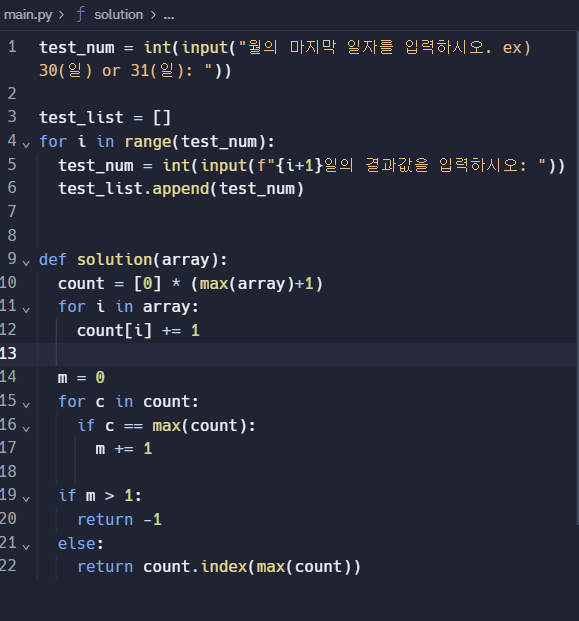 main.py > ƒ solution > ...
1 test_num = int(input("월의 마지막 일자를 입력하시오. ex)
30(일) or 31(일): "))
2
3 test_list = []
4 for i in range(test_num):
5   test_num = int(input(f"{i+1}일의 결과값을 입력하시오: "))
6   test_list.append(test_num)
7
8
9 def solution(array):
10   count = [0] * (max(array)+1)
11   for i in array:
12     count[i] += 1
13
14   m = 0
15   for c in count:
16     if c == max(count):
17       m += 1
18
19   if m > 1:
20     return -1
21   else:
22     return count.index(max(count))